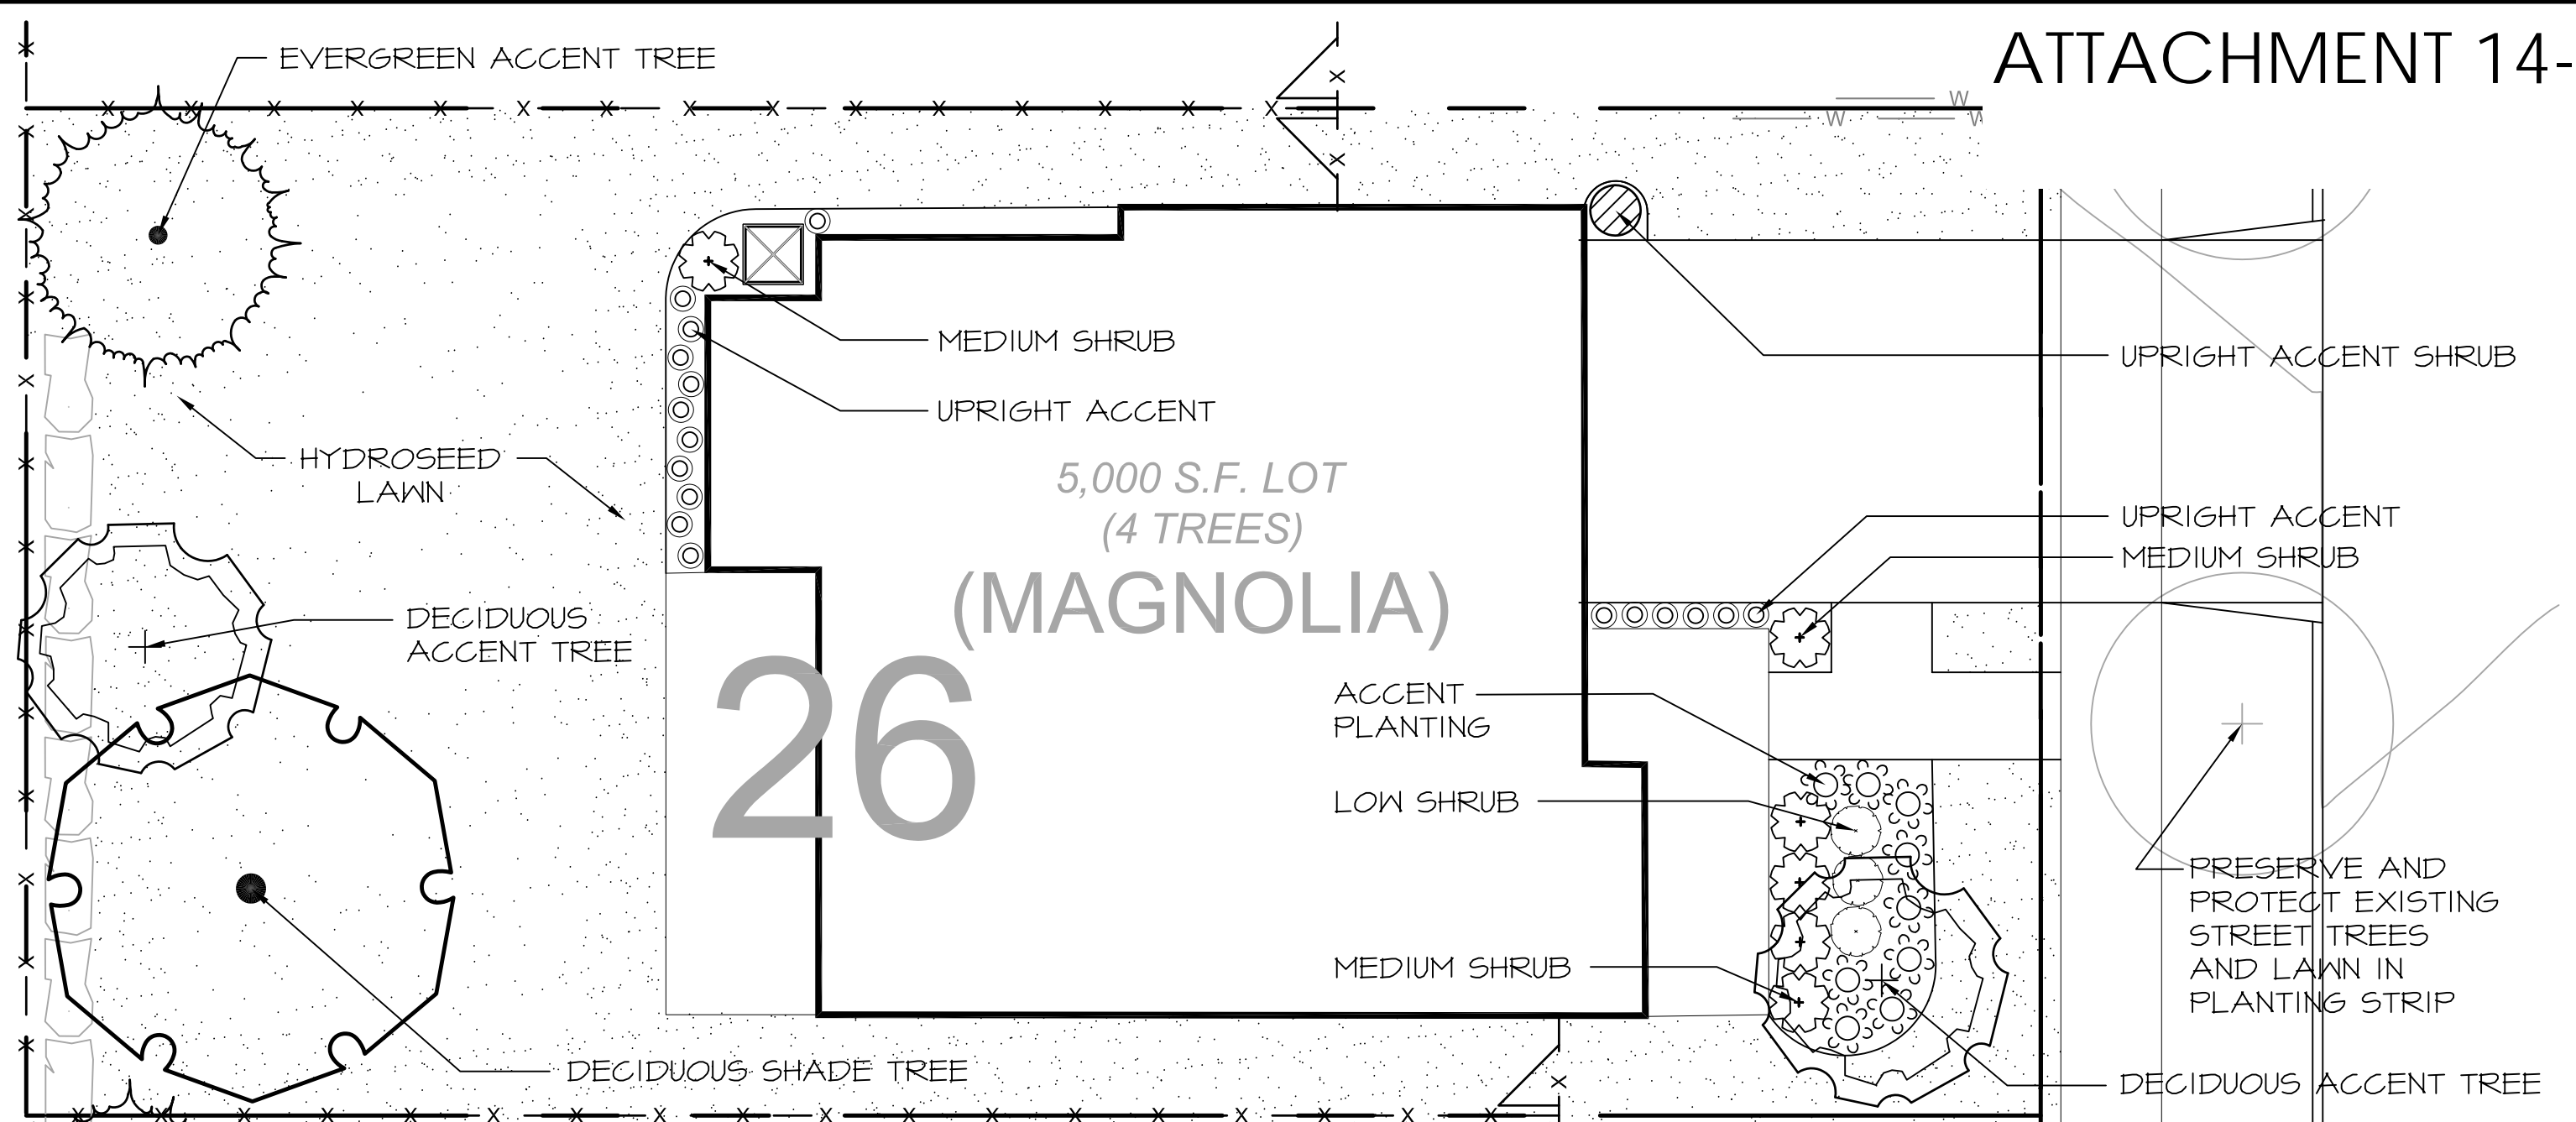 ATTACHMENT 14-
EVERGREEN ACCENT TREE
W
W
W
MEDIUM SHRUB
UPRIGHT ACCENT SHRUB
UPRIGHT ACCENT
HYDROSEED
LAWN
5,000 S.F. LOT
(4 TREES)
(MAGNOLIA)
26
UPRIGHT ACCENT
MEDIUM SHRUB
DECIDUOUS
ACCENT TREE
ACCENT
PLANTING
LOW SHRUB
PRESERVE AND
PROTECT EXISTING
STREET TREES
AND LAWN IN
PLANTING STRIP
MEDIUM SHRUB
DECIDUOUS SHADE TREE
DECIDUOUS ACCENT TREE